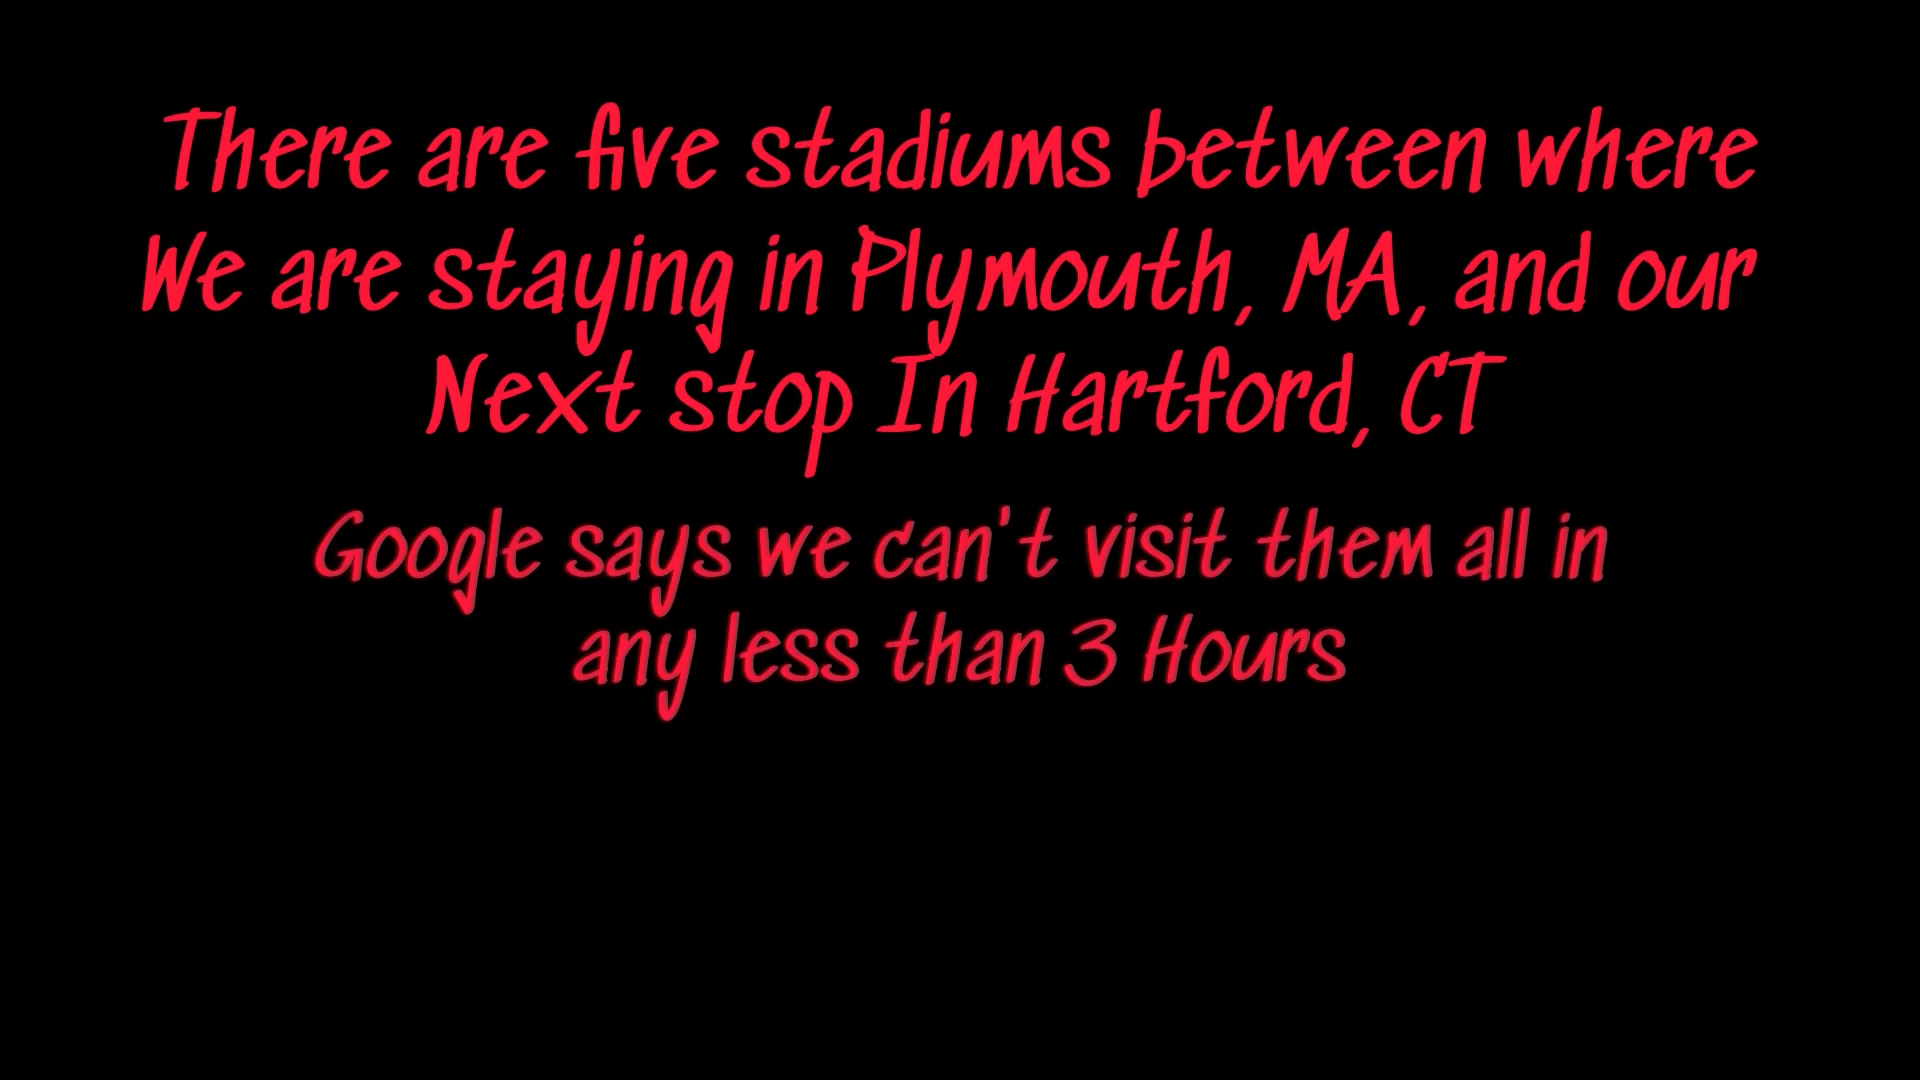 There are five stadiums between where
We are staying in Plymouth, MA, and our
Next stop In Hartford, CT
Google says we can't visit them all in
any less than 3 Hours